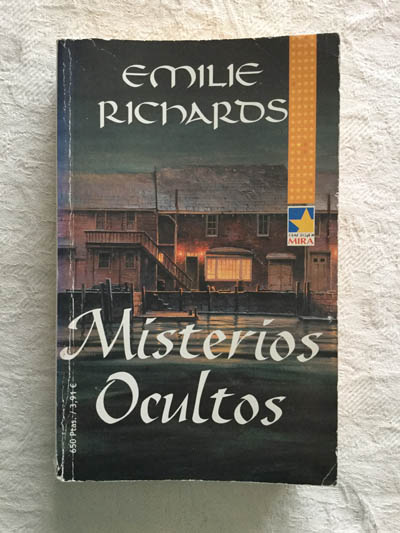 EMILIE
RICHARDS
MIRA
Misterios
Ocultos
650 Ptas. / 3,91 €